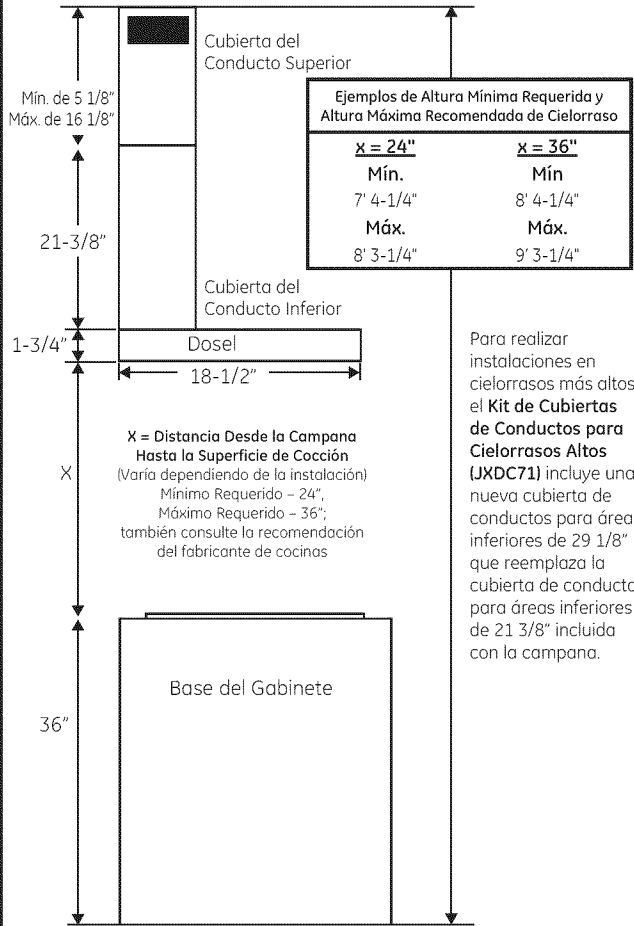 Cubierta del
Conducto Superior
Mín. de 5 1/8"
Máx. de 16 1/8"
Ejemplos de Altura Mínima Requerida y
Altura Máxima Recomendada de Cielorraso
x = 24" x = 36"
Mín. Mín
7' 4-1/4" 8' 4-1/4"
Máx. Máx.
8' 3-1/4" 9' 3-1/4"
21-3/8"
Cubierta del
Conducto Inferior
1-3/4"
Dosel
18-1/2"
Para realizar
instalaciones en
cielorrasos más altos
el Kit de Cubiertas
de Conductos para
Cielorrasos Altos
(JXDC71) incluye una
nueva cubierta de
conductos para área
inferiores de 29 1/8"
que reemplaza la
cubierta de conducto
para áreas inferiores
de 21 3/8" incluida
con la campana.
X
X = Distancia Desde la Campana
Hasta la Superficie de Cocción
(Varía dependiendo de la instalación)
Mínimo Requerido – 24",
Máximo Requerido – 36";
también consulte la recomendación
del fabricante de cocinas
Base del Gabinete
36"